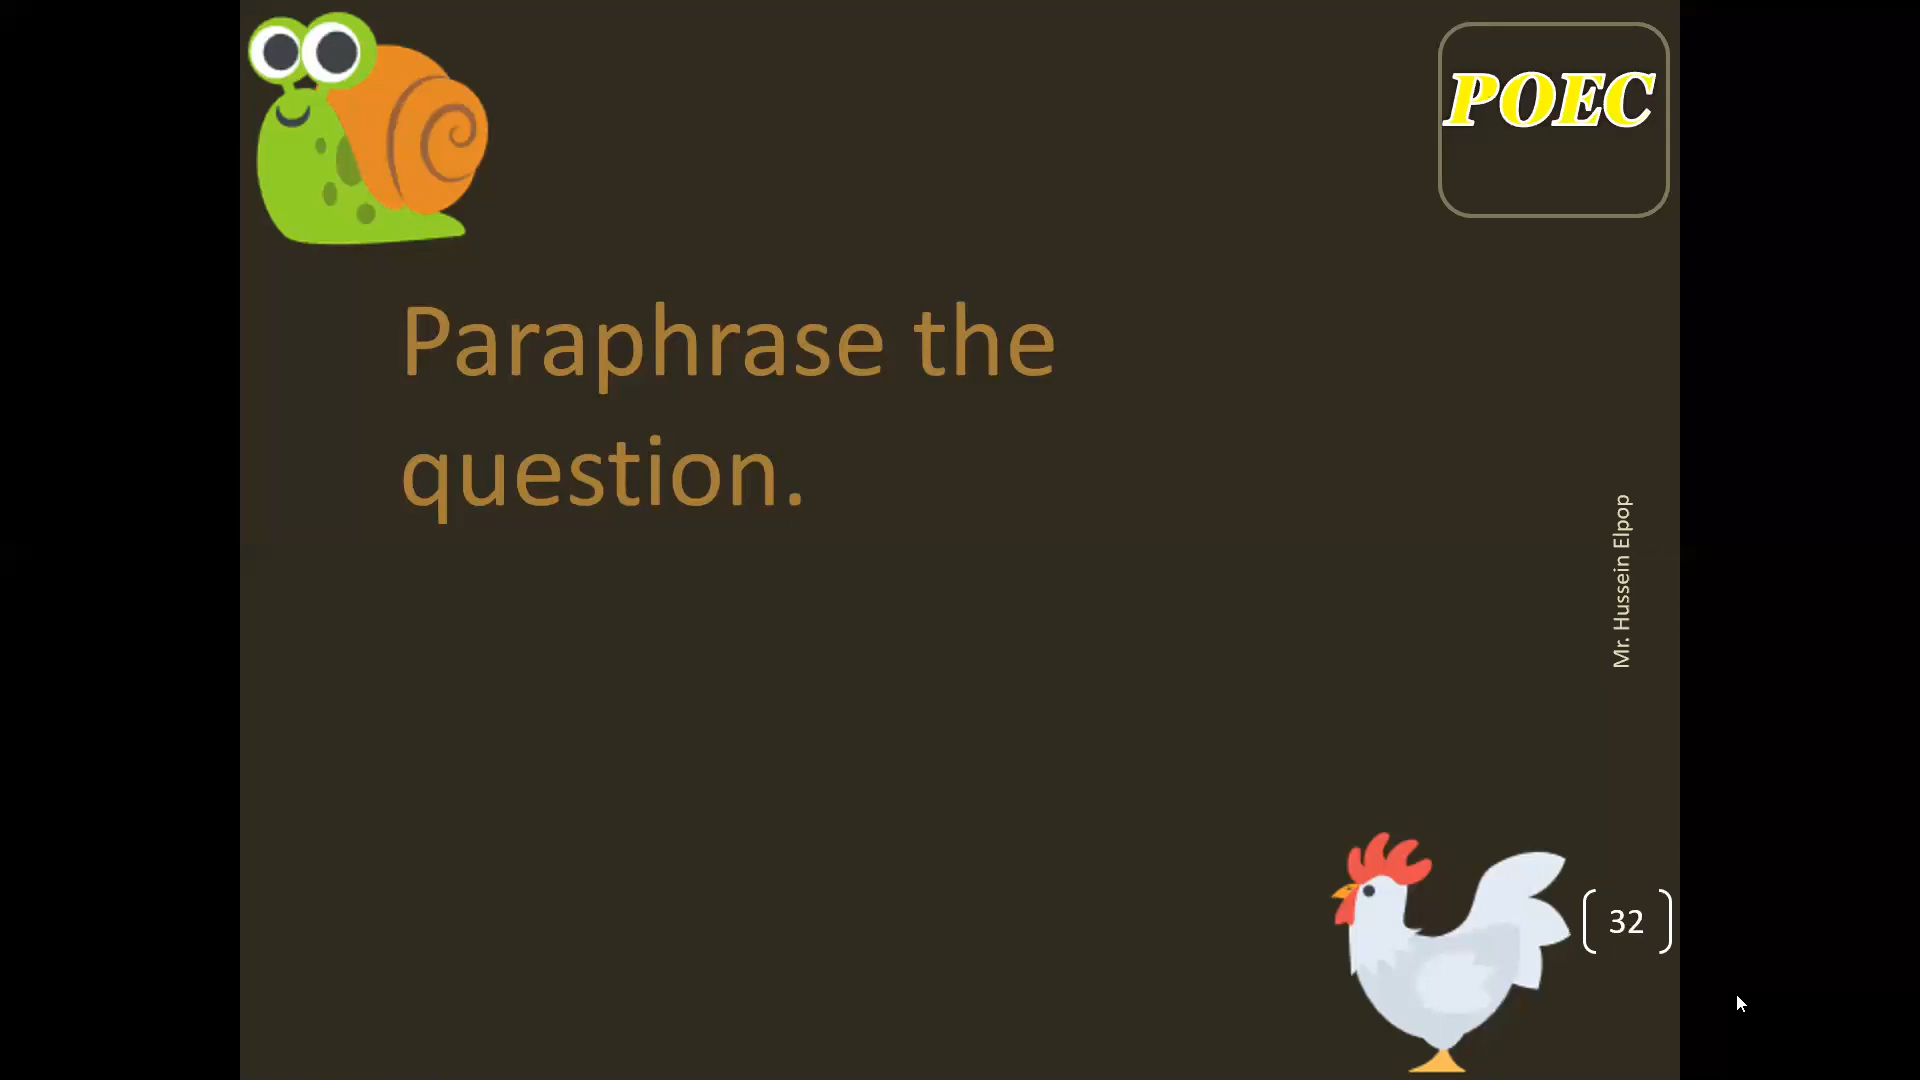 POEC
Paraphrase the
question.
Mr. Hussein Elpop
32